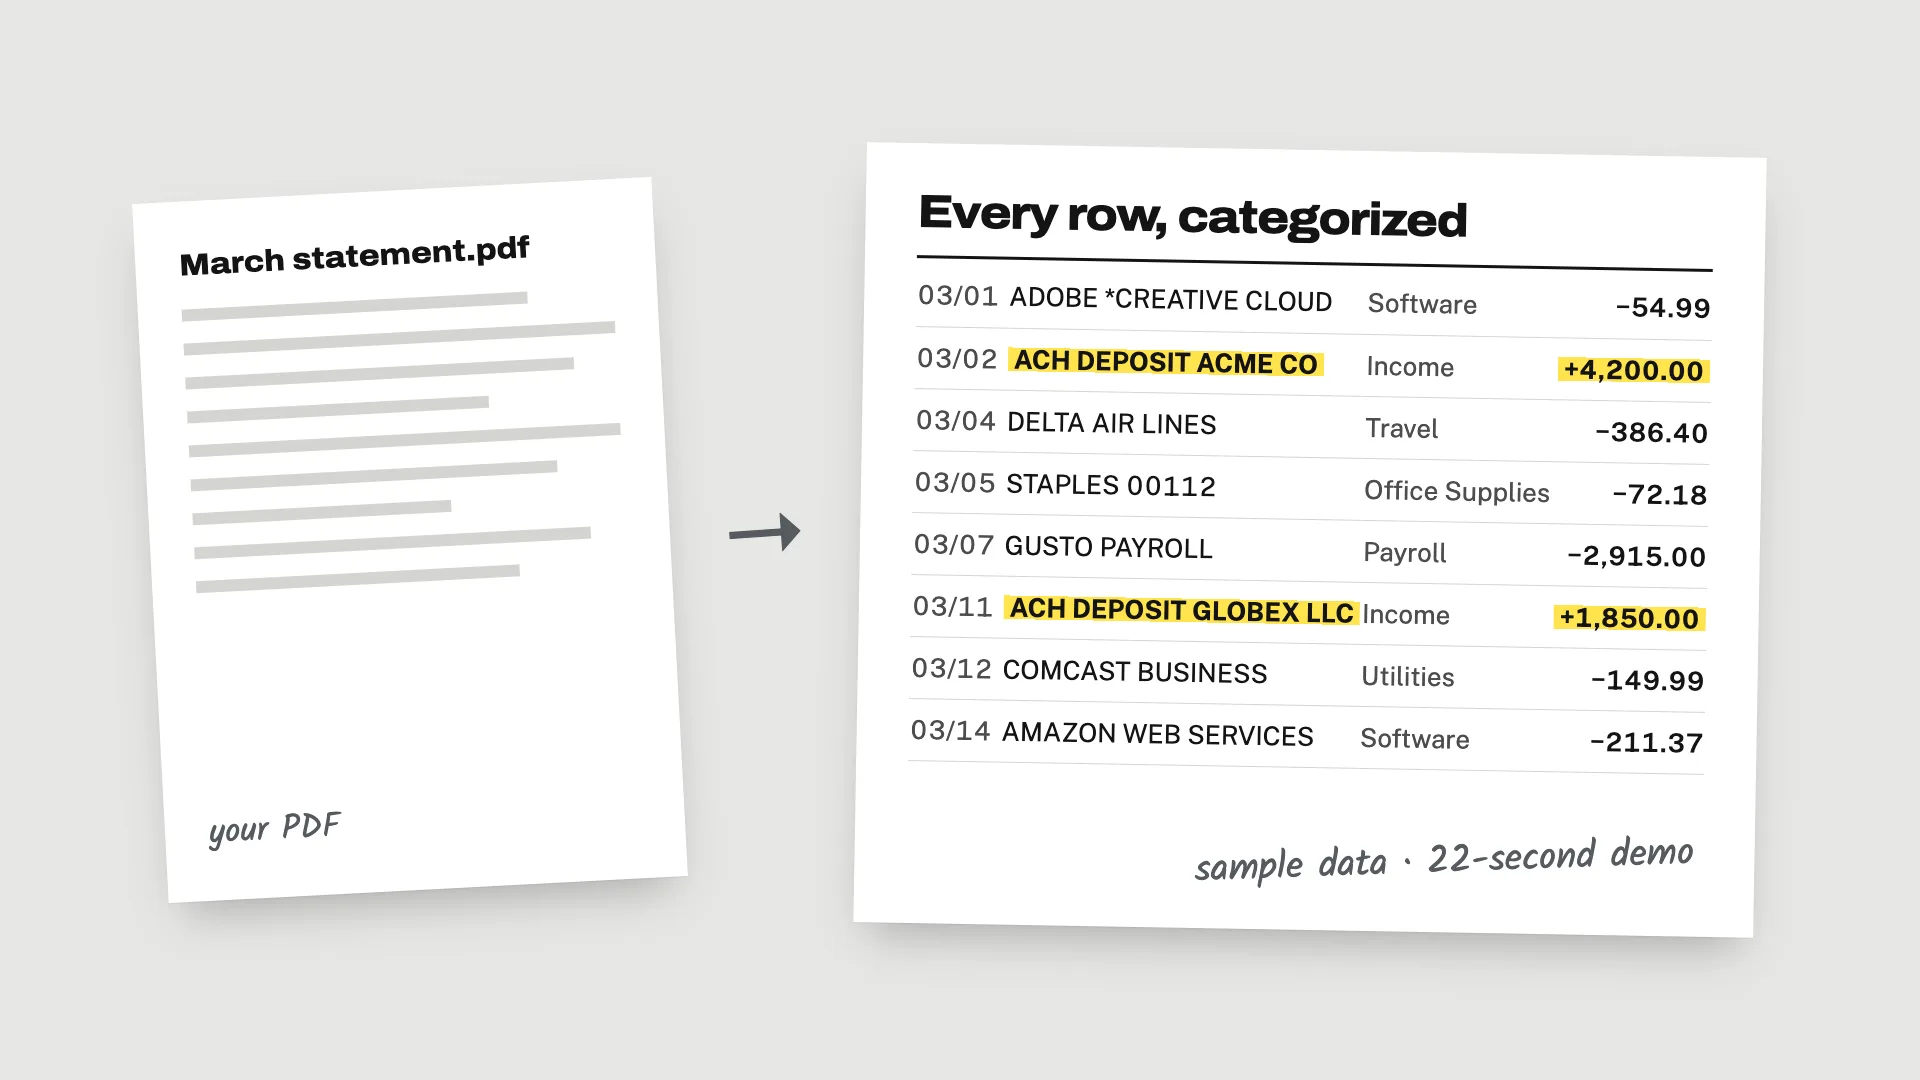 March statement.pdf
your PDF
Every row, categorized
03/01 ADOBE *CREATIVE CLOUD Software −54.99
03/02 ACH DEPOSIT ACME CO Income +4,200.00
03/04 DELTA AIR LINES Travel −386.40
03/05 STAPLES 00112 Office Supplies −72.18
03/07 GUSTO PAYROLL Payroll −2,915.00
03/11 ACH DEPOSIT GLOBEX LLC Income +1,850.00
03/12 COMCAST BUSINESS Utilities −149.99
03/14 AMAZON WEB SERVICES Software −211.37
sample data · 22-second demo